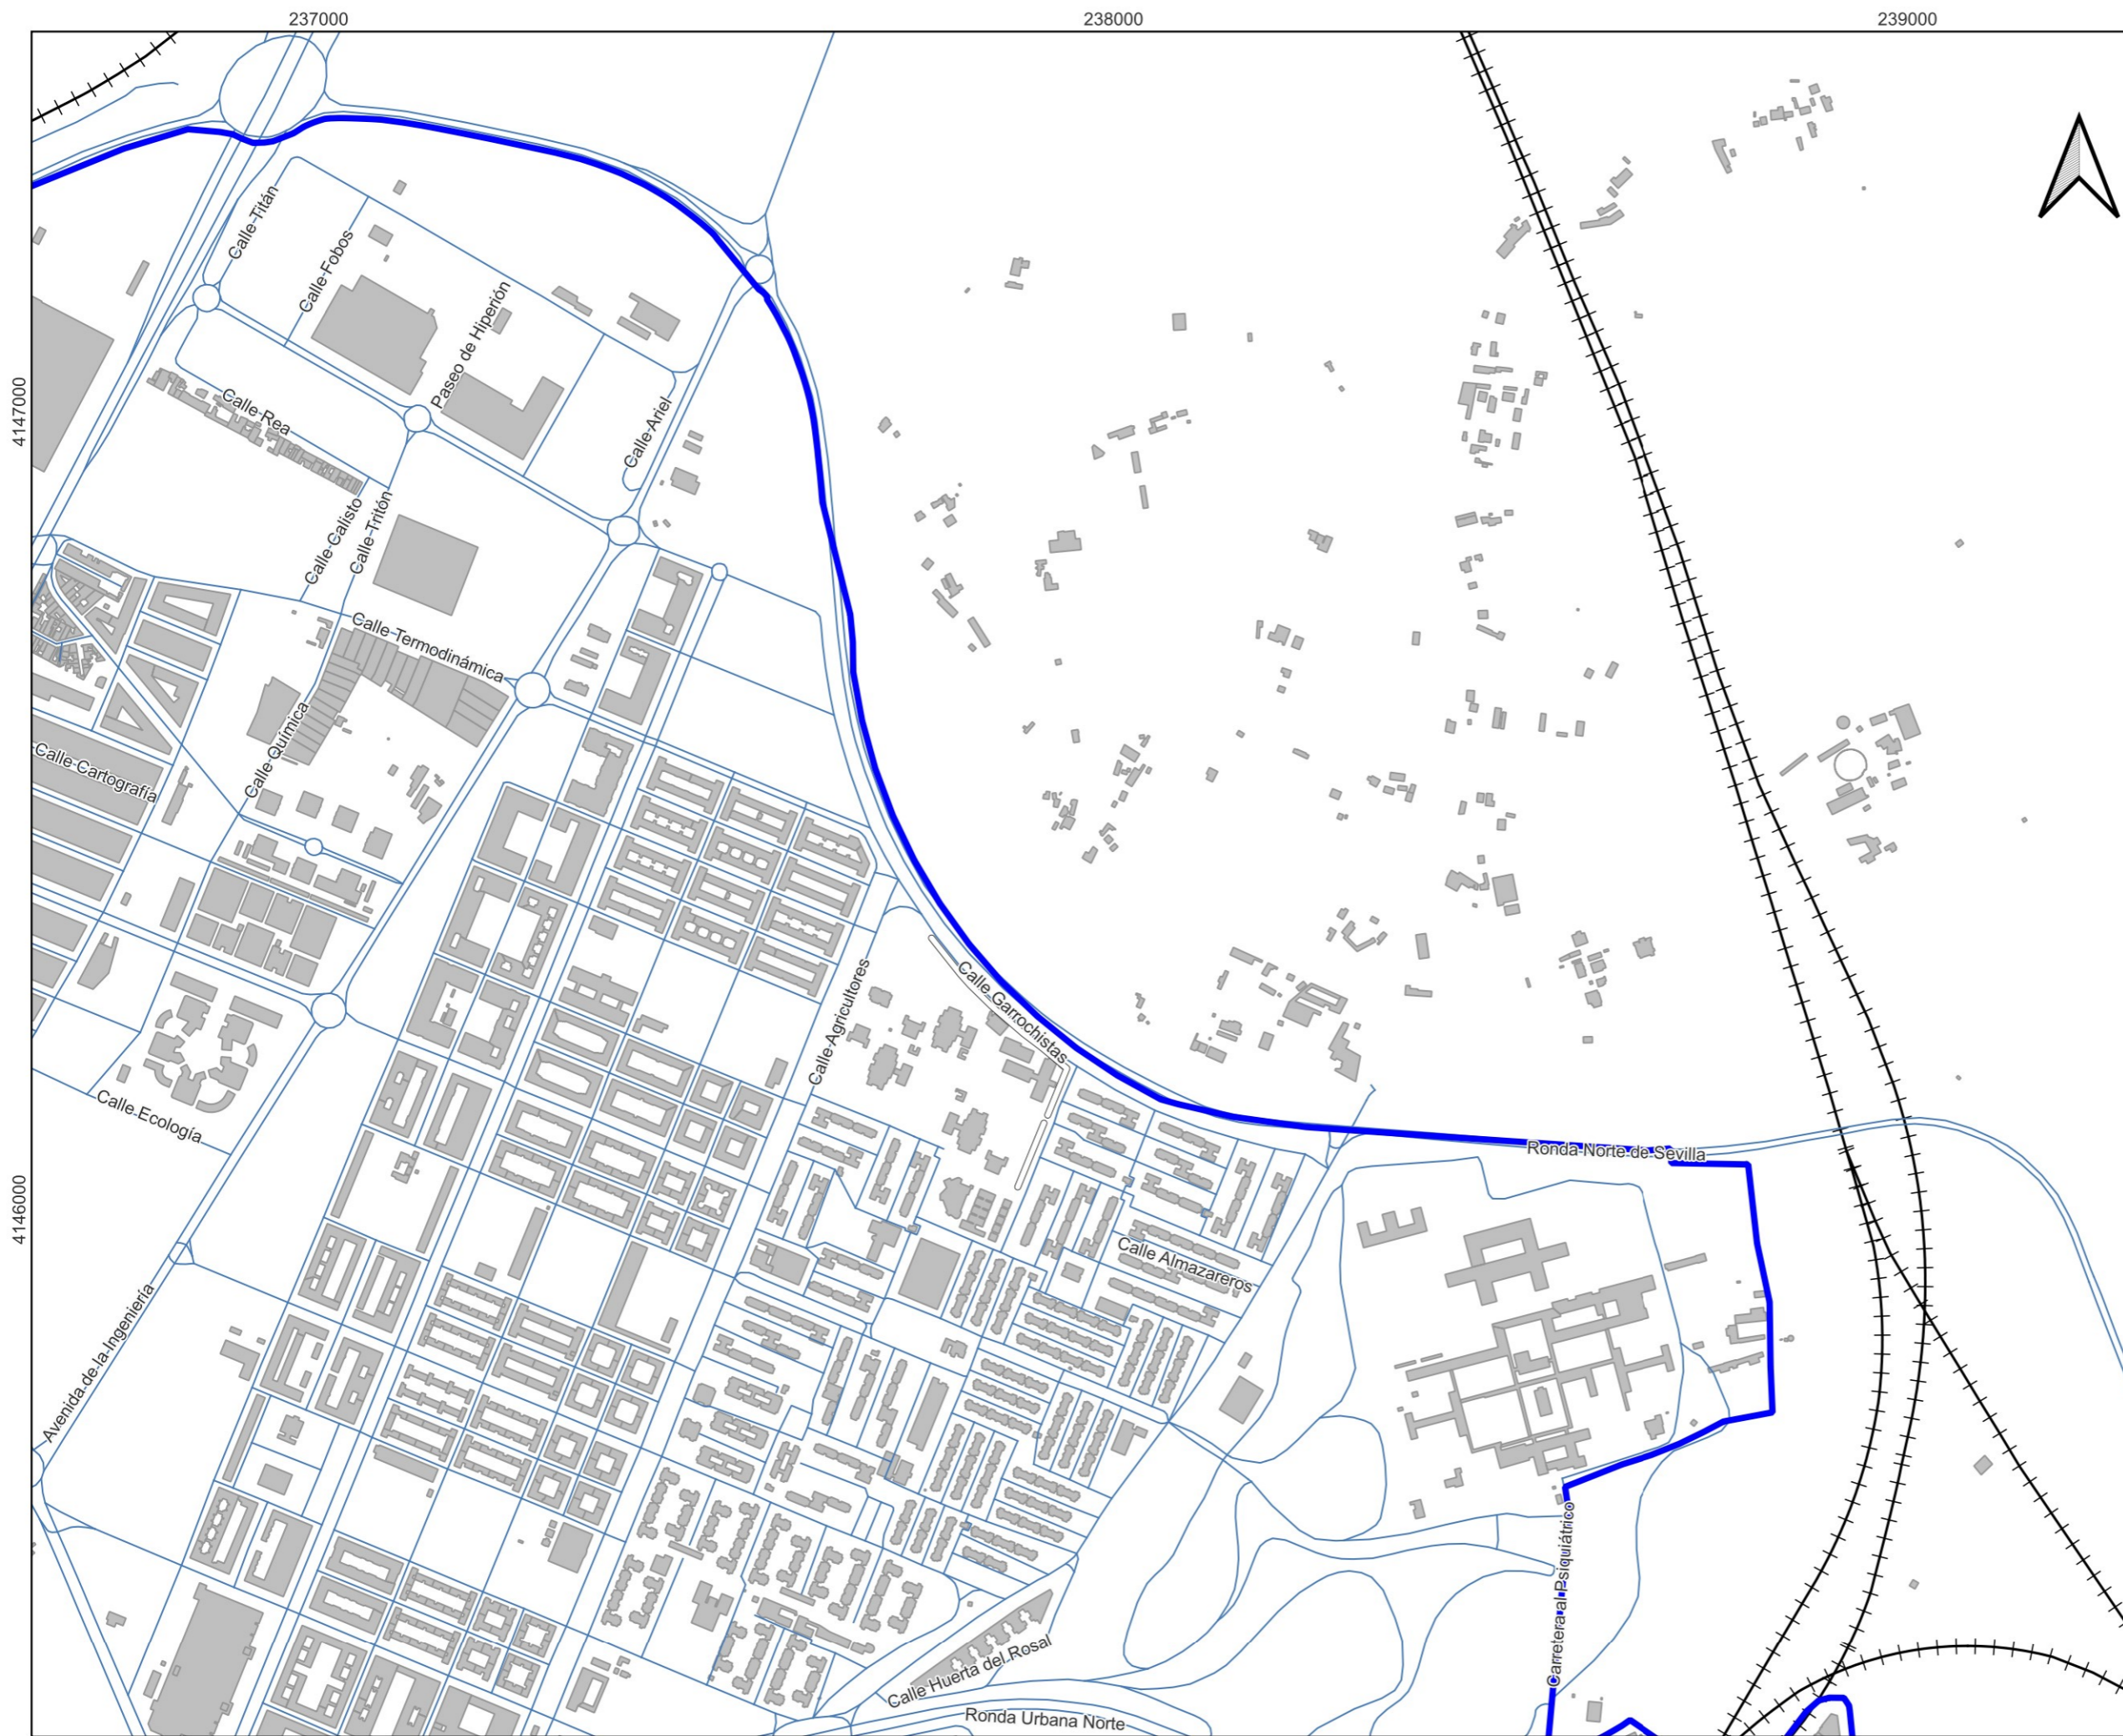 237000
238000
239000
4147000
4146000
Calle Titán
Calle Fobos
Paseo de Hiperión
Calle Rea
Calle Ariel
Calle Calisto
Calle Tritón
Calle Termodinámica
Calle Química
Calle Cartografía
Calle Garrochistas
Calle Agricultores
Calle Ecología
Ronda Norte de Sevilla
Calle Almazareros
Avenida de la Ingeniería
Carretera al Psiquiátrico
Calle Huerta del Rosal
Ronda Urbana Norte